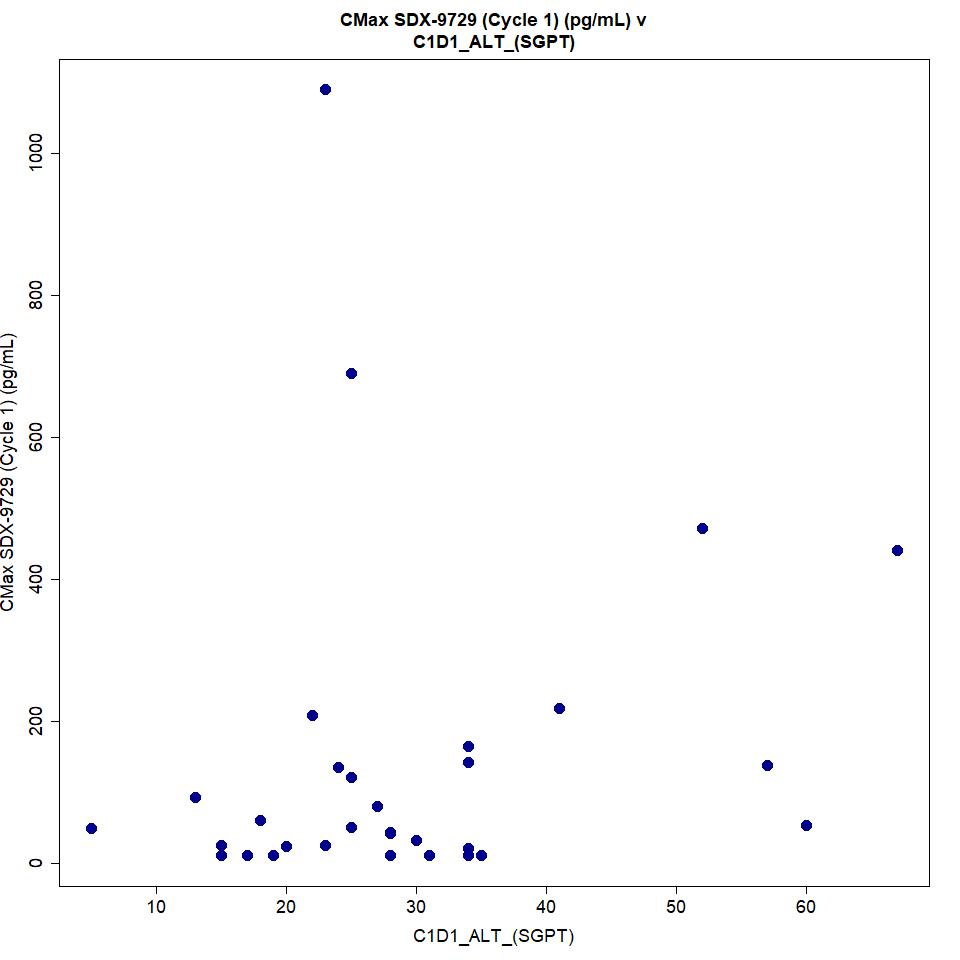 CMax SDX-9729 (Cycle 1) (pg/mL) v
C1D1_ALT_(SGPT)
1000
800
600
400
200
0
CMax SDX-9729 (Cycle 1) (pg/mL)
10 20 30 40 50 60
C1D1_ALT_(SGPT)